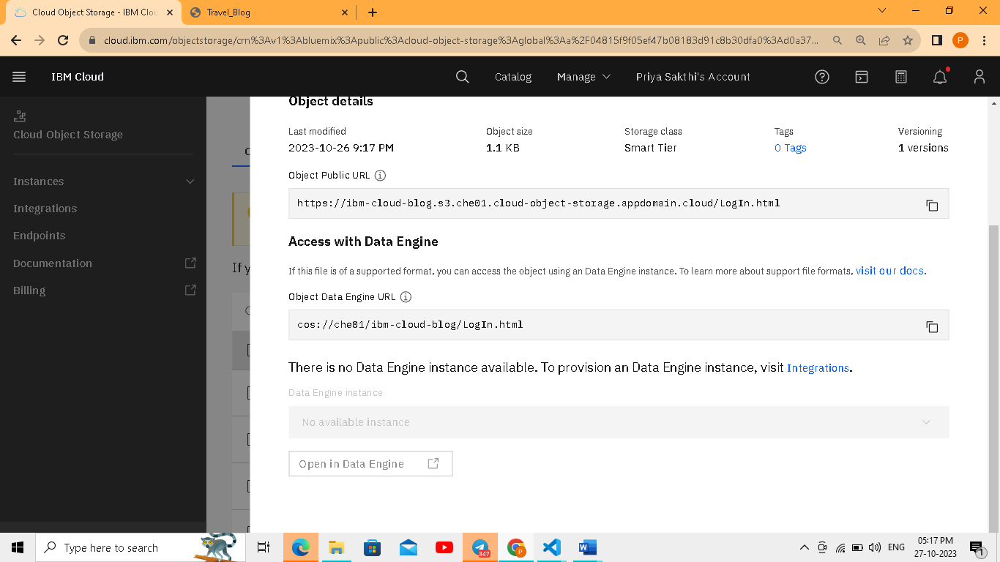 Cloud Object Storage - IBM Clou
Travel_Blog
cloud.ibm.com/objectstorage/crn%3Av1%3Abluemix%3Apublic%3Acloud-object-storage%3Aglobal%3Aa%2F04815f9f05ef47b08183d91c8b30dfa0%3Ad0a37...
P
IBM Cloud
Catalog
Manage
Priya Sakthi's Account
Cloud Object Storage
Instances
Integrations
Endpoints
Documentation
Billing
If y
Object details
Last modified Object size Storage class Tags Versioning
2023-10-26 9:17 PM 1.1 KB Smart Tier 0 Tags 1 versions
Object Public URL
https://ibm-cloud-blog.s3.che01.cloud-object-storage.appdomain.cloud/LogIn.html
Access with Data Engine
If this file is of a supported format, you can access the object using an Data Engine instance. To learn more about support file formats, visit our docs.
Object Data Engine URL
cos://che01/ibm-cloud-blog/LogIn.html
There is no Data Engine instance available. To provision an Data Engine instance, visit Integrations.
Data Engine instance
No available instance
Open in Data Engine
Type here to search
347
P
ENG
05:17 PM
27-10-2023
1